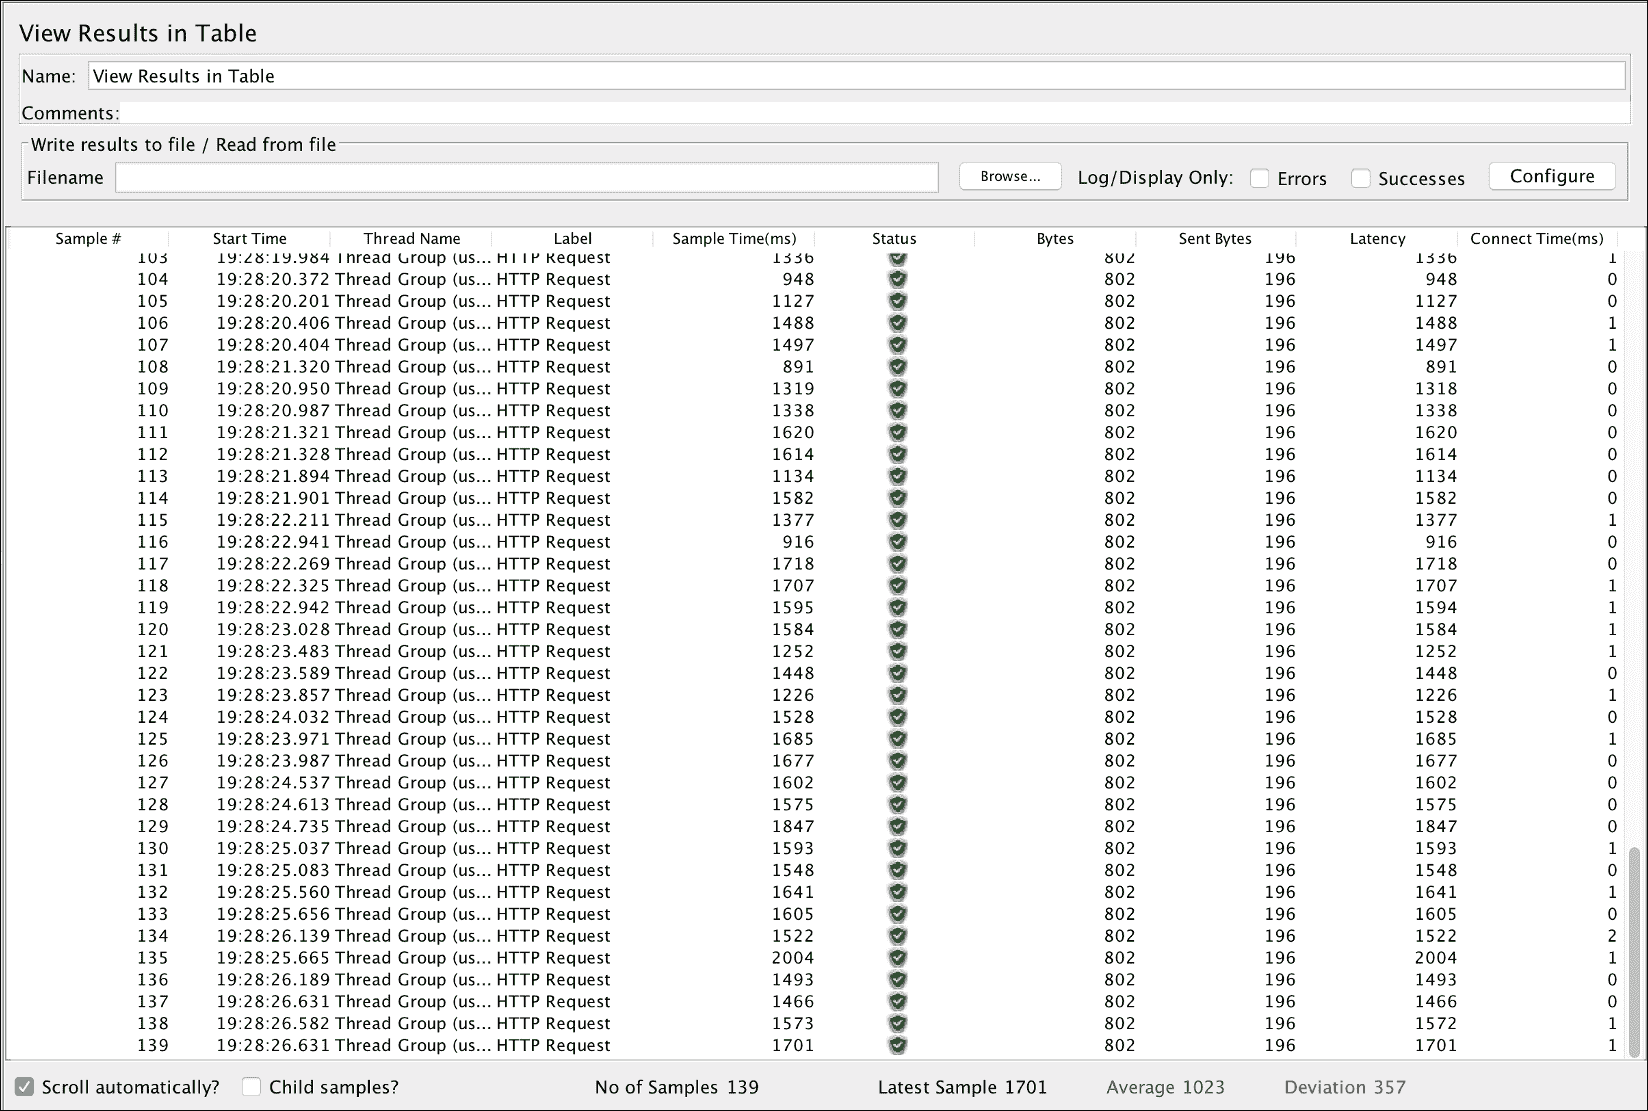 View Results in Table
Name: View Results in Table
Comments:
Write results to file / Read from file
Filename Browse... Log/Display Only: Errors Successes Configure
Sample # Start Time Thread Name Label Sample Time(ms) Status Bytes Sent Bytes Latency Connect Time(ms)
103 19:28:19.984 Thread Group (us... HTTP Request 1336 802 196 1336 1
104 19:28:20.372 Thread Group (us... HTTP Request 948 802 196 948 0
105 19:28:20.201 Thread Group (us... HTTP Request 1127 802 196 1127 0
106 19:28:20.406 Thread Group (us... HTTP Request 1488 802 196 1488 1
107 19:28:20.404 Thread Group (us... HTTP Request 1497 802 196 1497 1
108 19:28:21.320 Thread Group (us... HTTP Request 891 802 196 891 0
109 19:28:20.950 Thread Group (us... HTTP Request 1319 802 196 1318 0
110 19:28:20.987 Thread Group (us... HTTP Request 1338 802 196 1338 0
111 19:28:21.321 Thread Group (us... HTTP Request 1620 802 196 1620 0
112 19:28:21.328 Thread Group (us... HTTP Request 1614 802 196 1614 0
113 19:28:21.894 Thread Group (us... HTTP Request 1134 802 196 1134 0
114 19:28:21.901 Thread Group (us... HTTP Request 1582 802 196 1582 0
115 19:28:22.211 Thread Group (us... HTTP Request 1377 802 196 1377 1
116 19:28:22.941 Thread Group (us... HTTP Request 916 802 196 916 0
117 19:28:22.269 Thread Group (us... HTTP Request 1718 802 196 1718 0
118 19:28:22.325 Thread Group (us... HTTP Request 1707 802 196 1707 1
119 19:28:22.942 Thread Group (us... HTTP Request 1595 802 196 1594 1
120 19:28:23.028 Thread Group (us... HTTP Request 1584 802 196 1584 1
121 19:28:23.483 Thread Group (us... HTTP Request 1252 802 196 1252 1
122 19:28:23.589 Thread Group (us... HTTP Request 1448 802 196 1448 0
123 19:28:23.857 Thread Group (us... HTTP Request 1226 802 196 1226 1
124 19:28:24.032 Thread Group (us... HTTP Request 1528 802 196 1528 0
125 19:28:23.971 Thread Group (us... HTTP Request 1685 802 196 1685 1
126 19:28:23.987 Thread Group (us... HTTP Request 1677 802 196 1677 0
127 19:28:24.537 Thread Group (us... HTTP Request 1602 802 196 1602 0
128 19:28:24.613 Thread Group (us... HTTP Request 1575 802 196 1575 0
129 19:28:24.735 Thread Group (us... HTTP Request 1847 802 196 1847 0
130 19:28:25.037 Thread Group (us... HTTP Request 1593 802 196 1593 1
131 19:28:25.083 Thread Group (us... HTTP Request 1548 802 196 1548 0
132 19:28:25.560 Thread Group (us... HTTP Request 1641 802 196 1641 1
133 19:28:25.656 Thread Group (us... HTTP Request 1605 802 196 1605 0
134 19:28:26.139 Thread Group (us... HTTP Request 1522 802 196 1522 2
135 19:28:25.665 Thread Group (us... HTTP Request 2004 802 196 2004 1
136 19:28:26.189 Thread Group (us... HTTP Request 1493 802 196 1493 0
137 19:28:26.631 Thread Group (us... HTTP Request 1466 802 196 1466 0
138 19:28:26.582 Thread Group (us... HTTP Request 1573 802 196 1572 1
139 19:28:26.631 Thread Group (us... HTTP Request 1701 802 196 1701 1
Scroll automatically? Child samples? No of Samples 139 Latest Sample 1701 Average 1023 Deviation 357